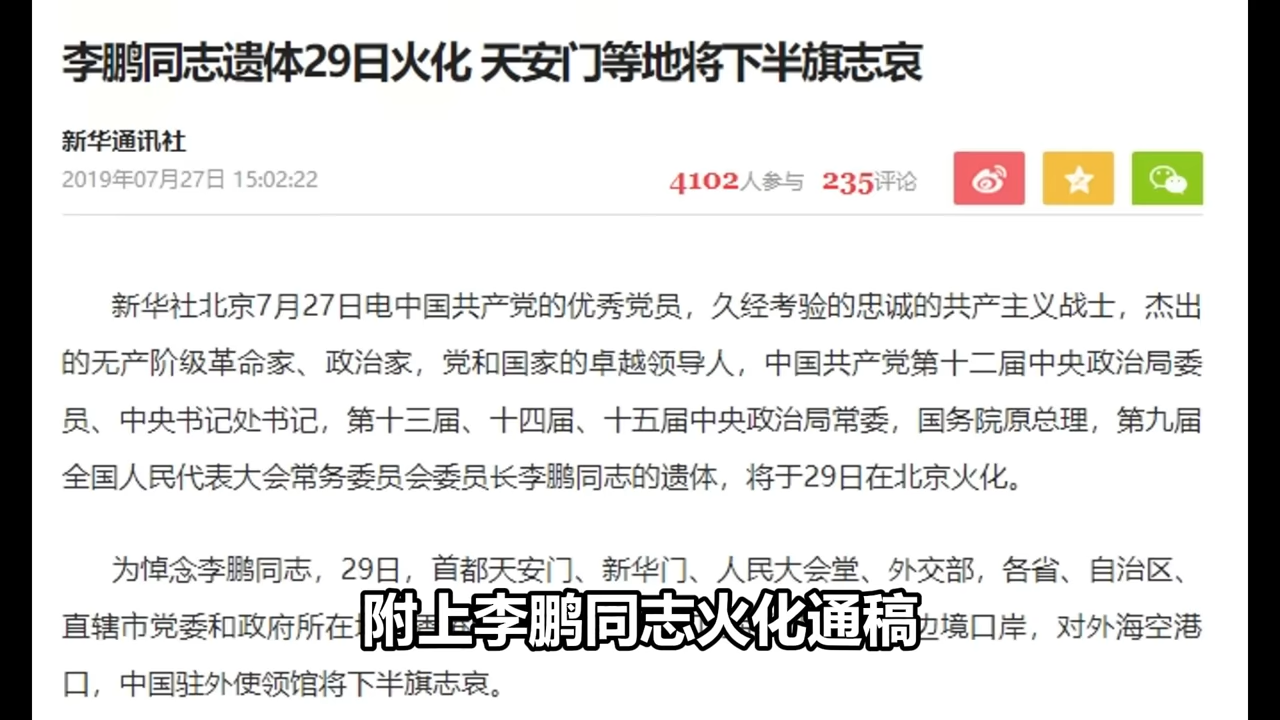 李鹏同志遗体29日火化 天安门等地将下半旗志哀
新华通讯社
2019年07月27日 15:02:22
4102人参与 235评论
新华社北京7月27日电中国共产党的优秀党员，久经考验的忠诚的共产主义战士，杰出
的无产阶级革命家、政治家，党和国家的卓越领导人，中国共产党第十二届中央政治局委
员、中央书记处书记，第十三届、十四届、十五届中央政治局常委，国务院原总理，第九届
全国人民代表大会常务委员会委员长李鹏同志的遗体，将于29日在北京火化。
为悼念李鹏同志，29日，首都天安门、新华门、人民大会堂、外交部，各省、自治区、
直辖市党委和政府所在地 边境口岸，对外海空港
附上李鹏同志火化通稿
口，中国驻外使领馆将下半旗志哀。